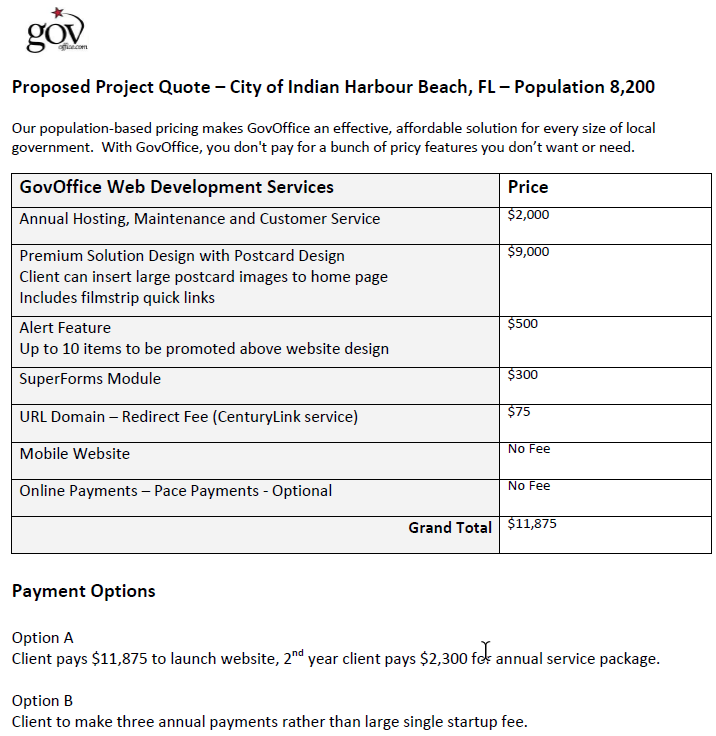 gov
office.com
Proposed Project Quote – City of Indian Harbour Beach, FL – Population 8,200
Our population-based pricing makes GovOffice an effective, affordable solution for every size of local
government.  With GovOffice, you don't pay for a bunch of pricy features you don’t want or need.
GovOffice Web Development Services Price
Annual Hosting, Maintenance and Customer Service $2,000
Premium Solution Design with Postcard Design $9,000
Client can insert large postcard images to home page
Includes filmstrip quick links
Alert Feature $500
Up to 10 items to be promoted above website design
SuperForms Module $300
URL Domain – Redirect Fee (CenturyLink service) $75
Mobile Website No Fee
Online Payments – Pace Payments - Optional No Fee
Grand Total $11,875
Payment Options
Option A
Client pays $11,875 to launch website, 2nd year client pays $2,300 for annual service package.
Option B
Client to make three annual payments rather than large single startup fee.